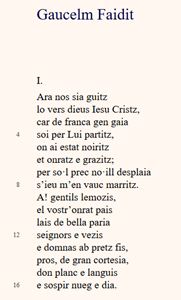 Gaucelm Faidit
I.
Ara nos sia guitz
lo vers dieus Iesu Cristz,
car de franca gen gaia
4 soi per Lui partitz,
on ai estat noiritz
et onratz e grazitz;
per so·l prec no·ill desplaia
8 s'ieu m'en vauc marritz.
A! gentils lemozis,
el vostr'onrat pais
lais de bella paria
12 seignors e vezis
e domnas ab pretz fis,
pros, de gran cortesia,
don planc e languis
16 e sospir nueg e dia.